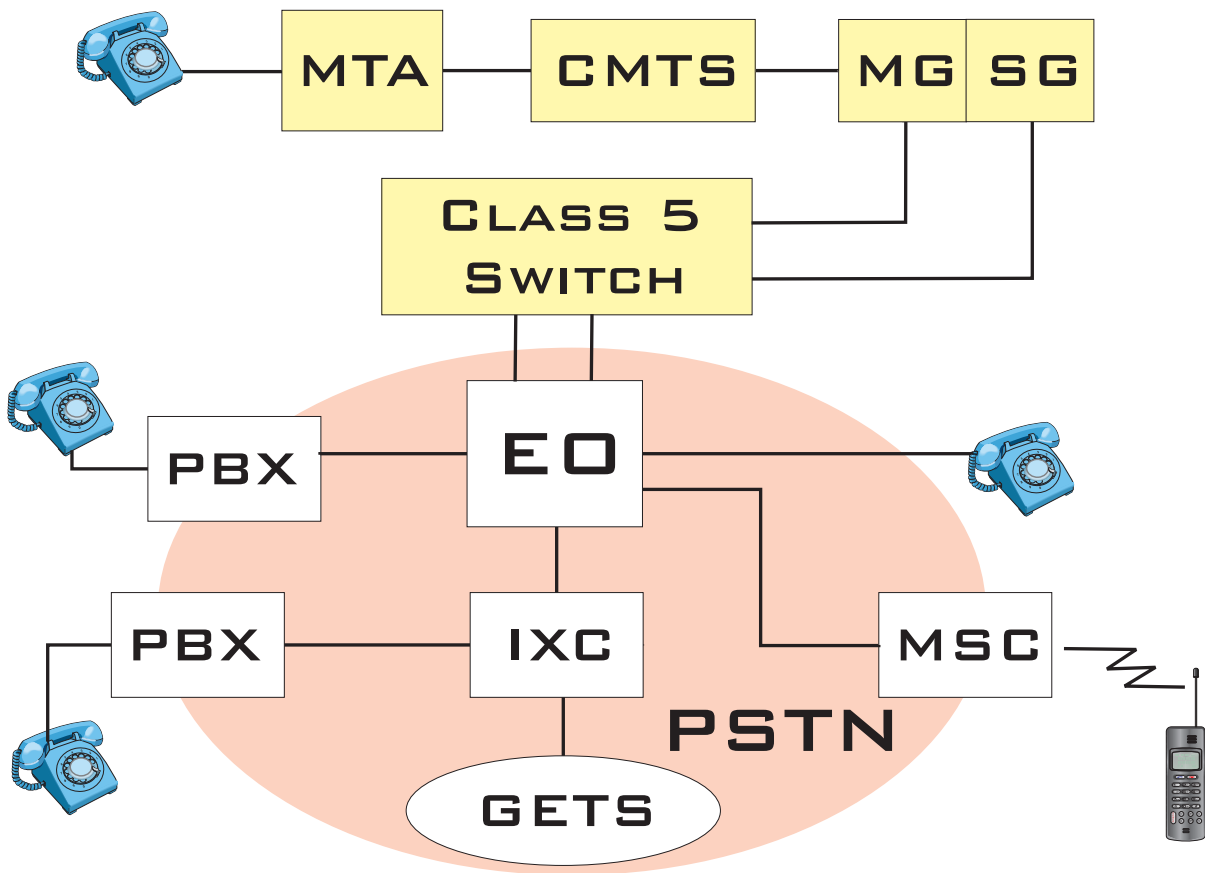 MTA
CMTS
MG
SG
CLASS 5
SWITCH
EO
PBX
PBX
IXC
MSC
PSTN
GETS